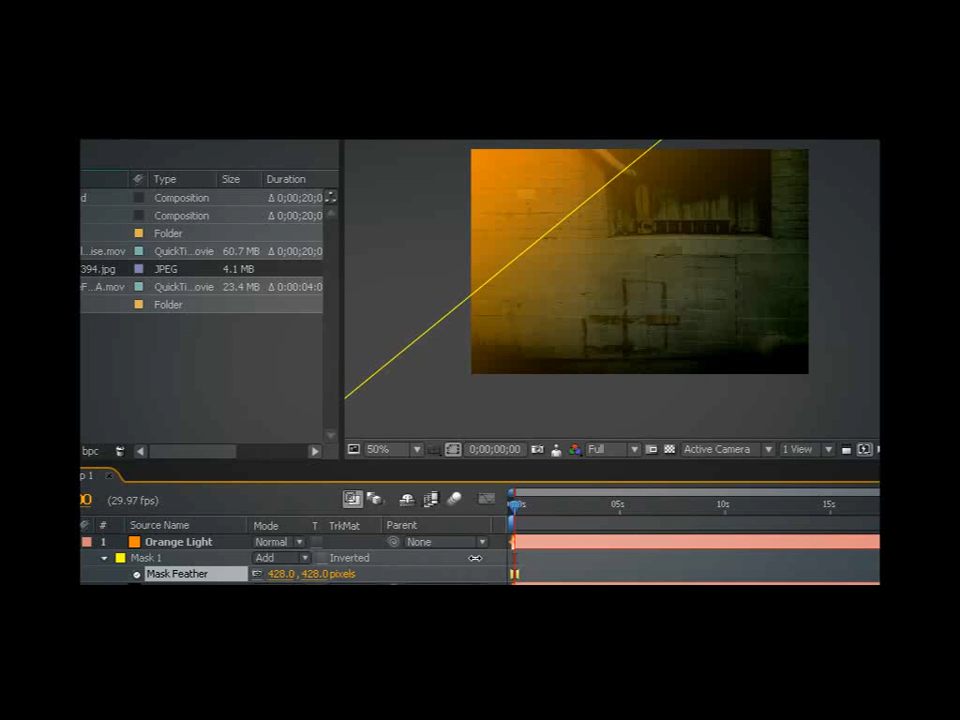 Type Size Duration
d Composition Δ 0;00;20;0
Composition Δ 0;00;20;0
Folder
l...ise.mov QuickTi...ovie 60.7 MB Δ 0;00;20;0
394.jpg JPEG 4.1 MB
F...A.mov QuickTi...ovie 23.4 MB Δ 0:00:04:0
Folder
bpc
50% 0;00;00;00 Full Active Camera 1 View
p 1
(29.97 fps)
05s 10s 15s
# Source Name Mode T TrkMat Parent
1 Orange Light Normal None
Mask 1 Add Inverted
Mask Feather 428.0, 428.0 pixels